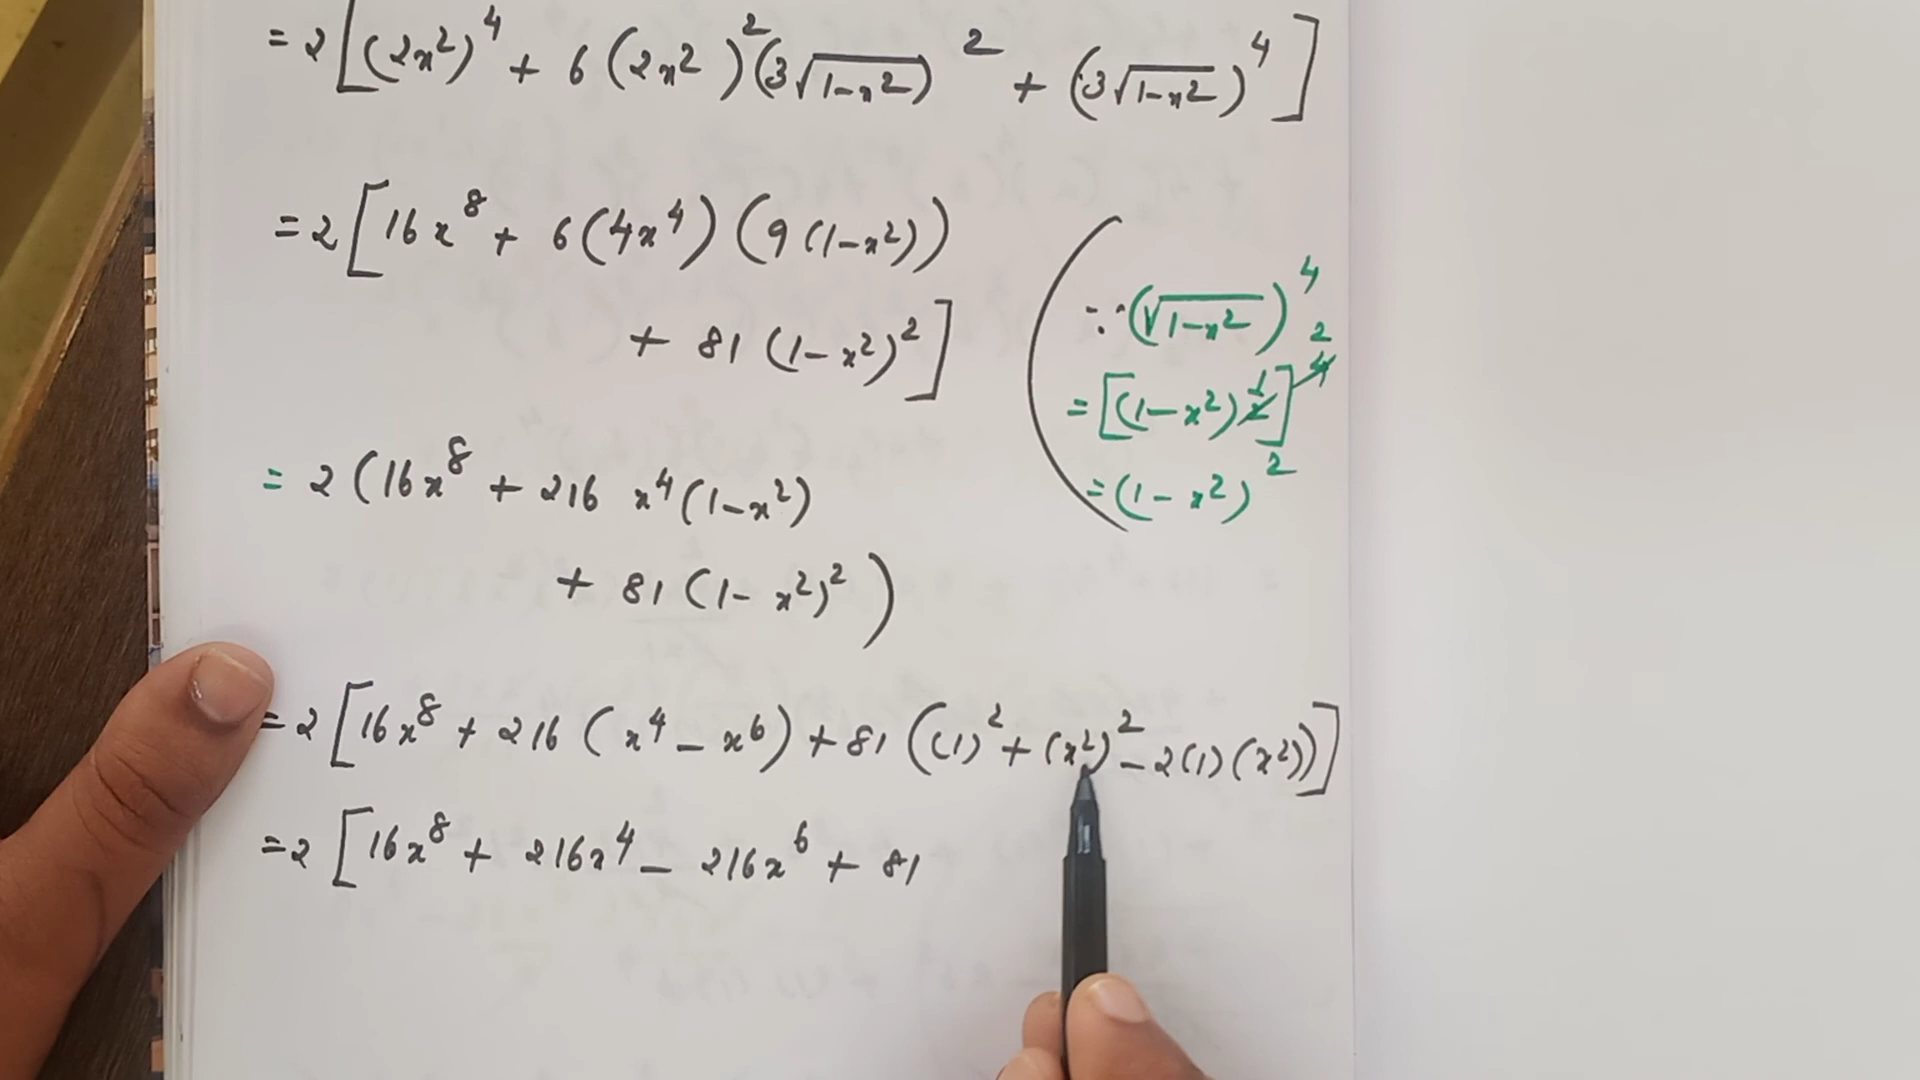 = 2 [ (2x²)⁴ + 6 (2x²)² (3√(1-x²))² + (3√(1-x²))⁴ ]
= 2 [ 16x⁸ + 6(4x⁴) (9 (1-x²))
+ 81 (1-x²)² ]
∵ (√(1-x²))⁴
= [(1-x²)^(1/2)]⁴ 2
= (1-x²)²
= 2 (16x⁸ + 216 x⁴ (1-x²)
+ 81 (1-x²)² )
= 2 [ 16x⁸ + 216 (x⁴ - x⁶) + 81 ((1)² + (x²)² - 2(1)(x²)) ]
= 2 [ 16x⁸ + 216x⁴ - 216x⁶ + 81